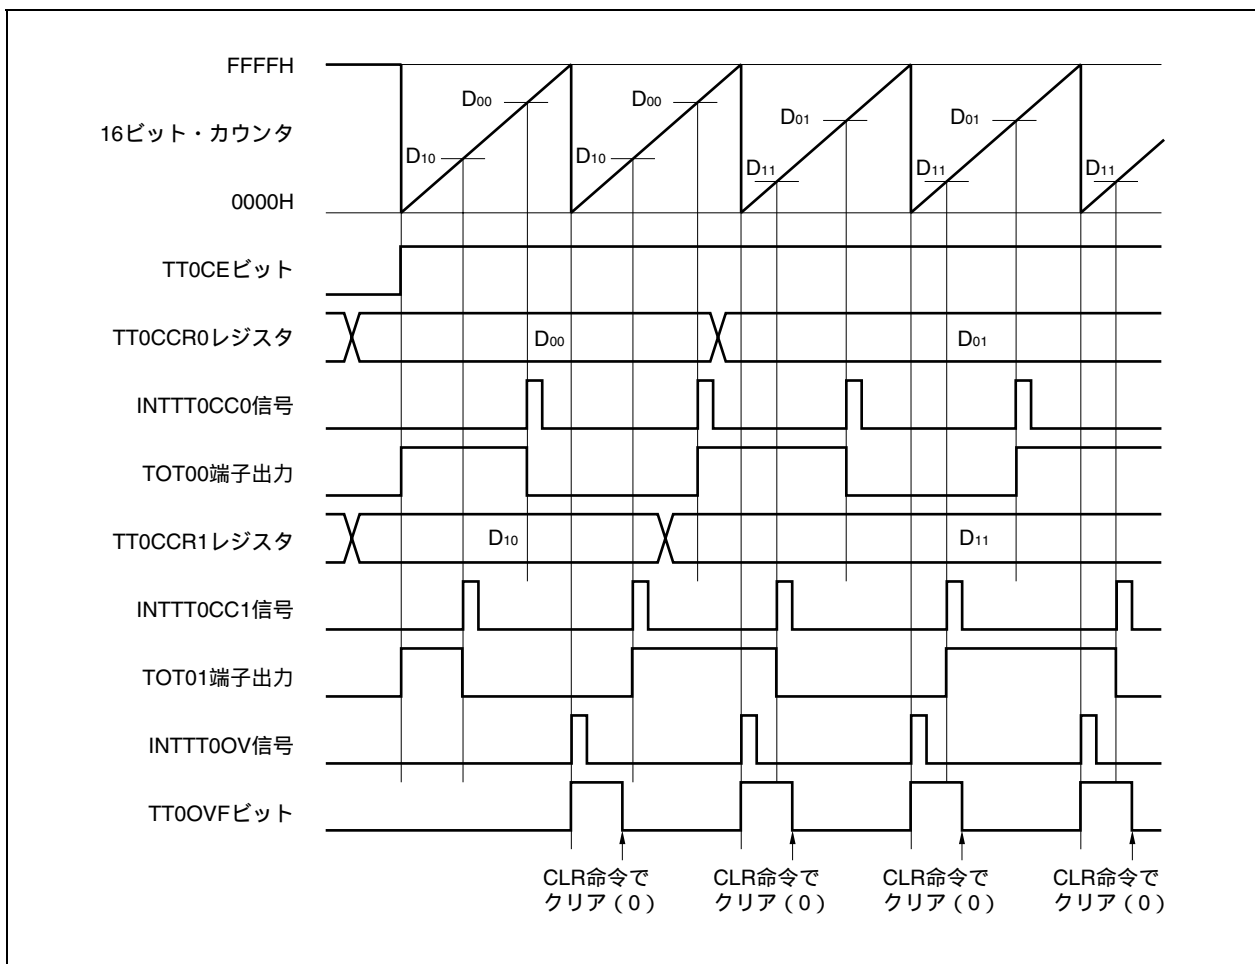 FFFFH
D00
D00
D01
D01
16ビット・カウンタ
D10
D10
D11
D11
D11
0000H
TT0CEビット
TT0CCR0レジスタ
D00
D01
INTTT0CC0信号
TOT00端子出力
TT0CCR1レジスタ
D10
D11
INTTT0CC1信号
TOT01端子出力
INTTT0OV信号
TT0OVFビット
CLR命令で
クリア（0）
CLR命令で
クリア（0）
CLR命令で
クリア（0）
CLR命令で
クリア（0）